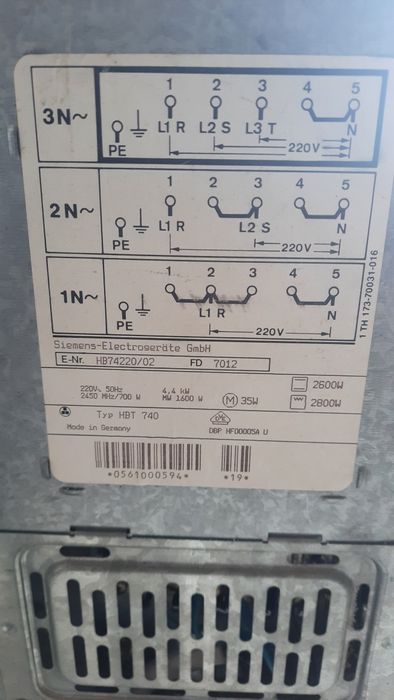 1 2 3 4 5
3N~
PE L1 R L2 S L3 T N
220V
1 2 3 4 5
2N~
PE L1 R L2 S N
220V
1 2 3 4 5
1N~
PE L1 R N
220V
1 TH 173-70031-016
Siemens-Electrogeräte GmbH
E-Nr. HB74220/02 FD 7012
220V, 50Hz 4,4 kW M 35W 2600W
2450 MHz/700 W MW 1600 W 2800W
Typ HBT 740
Made in Germany DBP HF00005A U
*0561000594* *19*